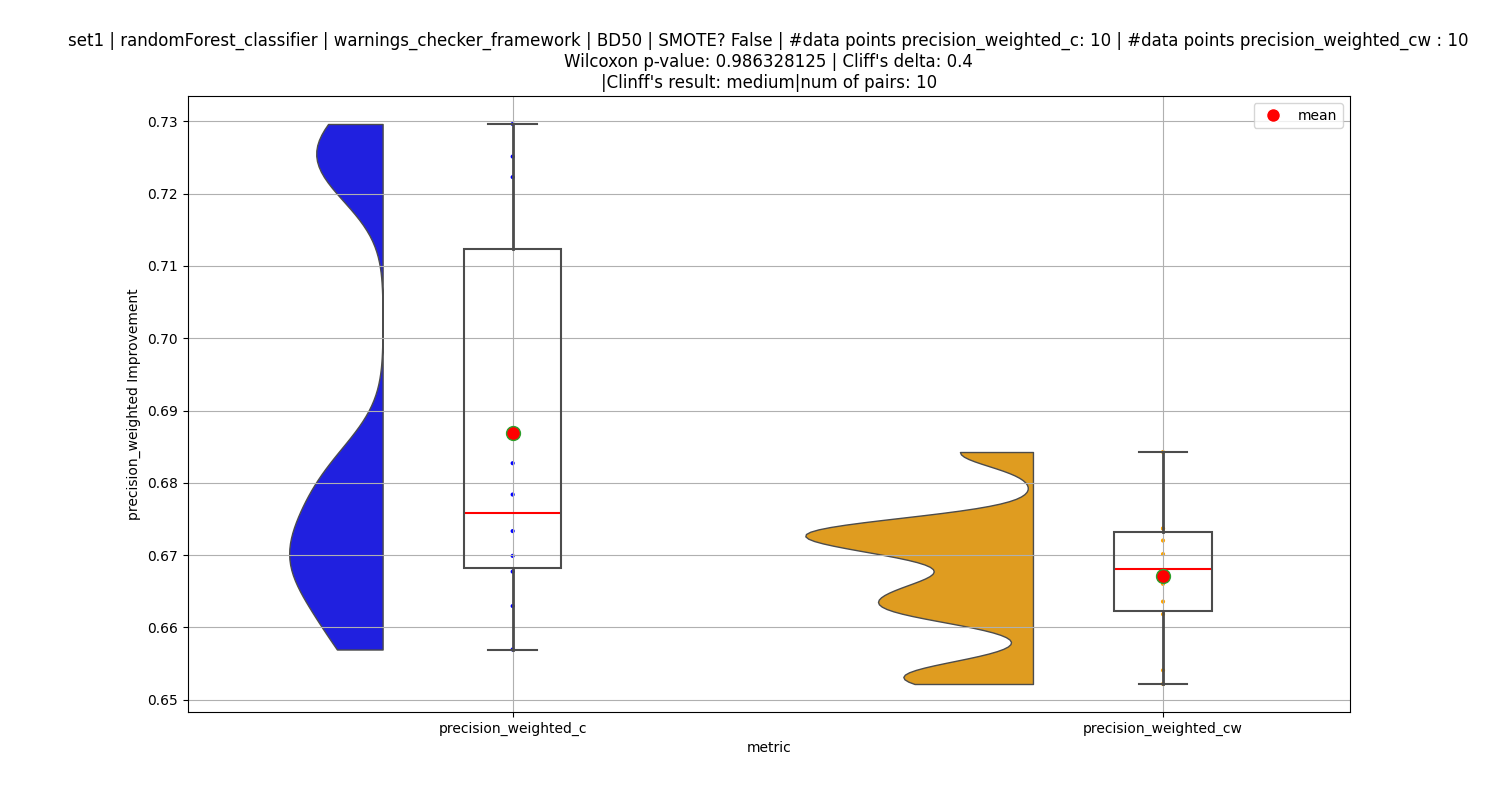 set1 | randomForest_classifier | warnings_checker_framework | BD50 | SMOTE? False | #data points precision_weighted_c: 10 | #data points precision_weighted_cw : 10
Wilcoxon p-value: 0.986328125 | Cliff's delta: 0.4
|Clinff's result: medium|num of pairs: 10
mean
precision_weighted Improvement
0.73
0.72
0.71
0.70
0.69
0.68
0.67
0.66
0.65
precision_weighted_c
precision_weighted_cw
metric